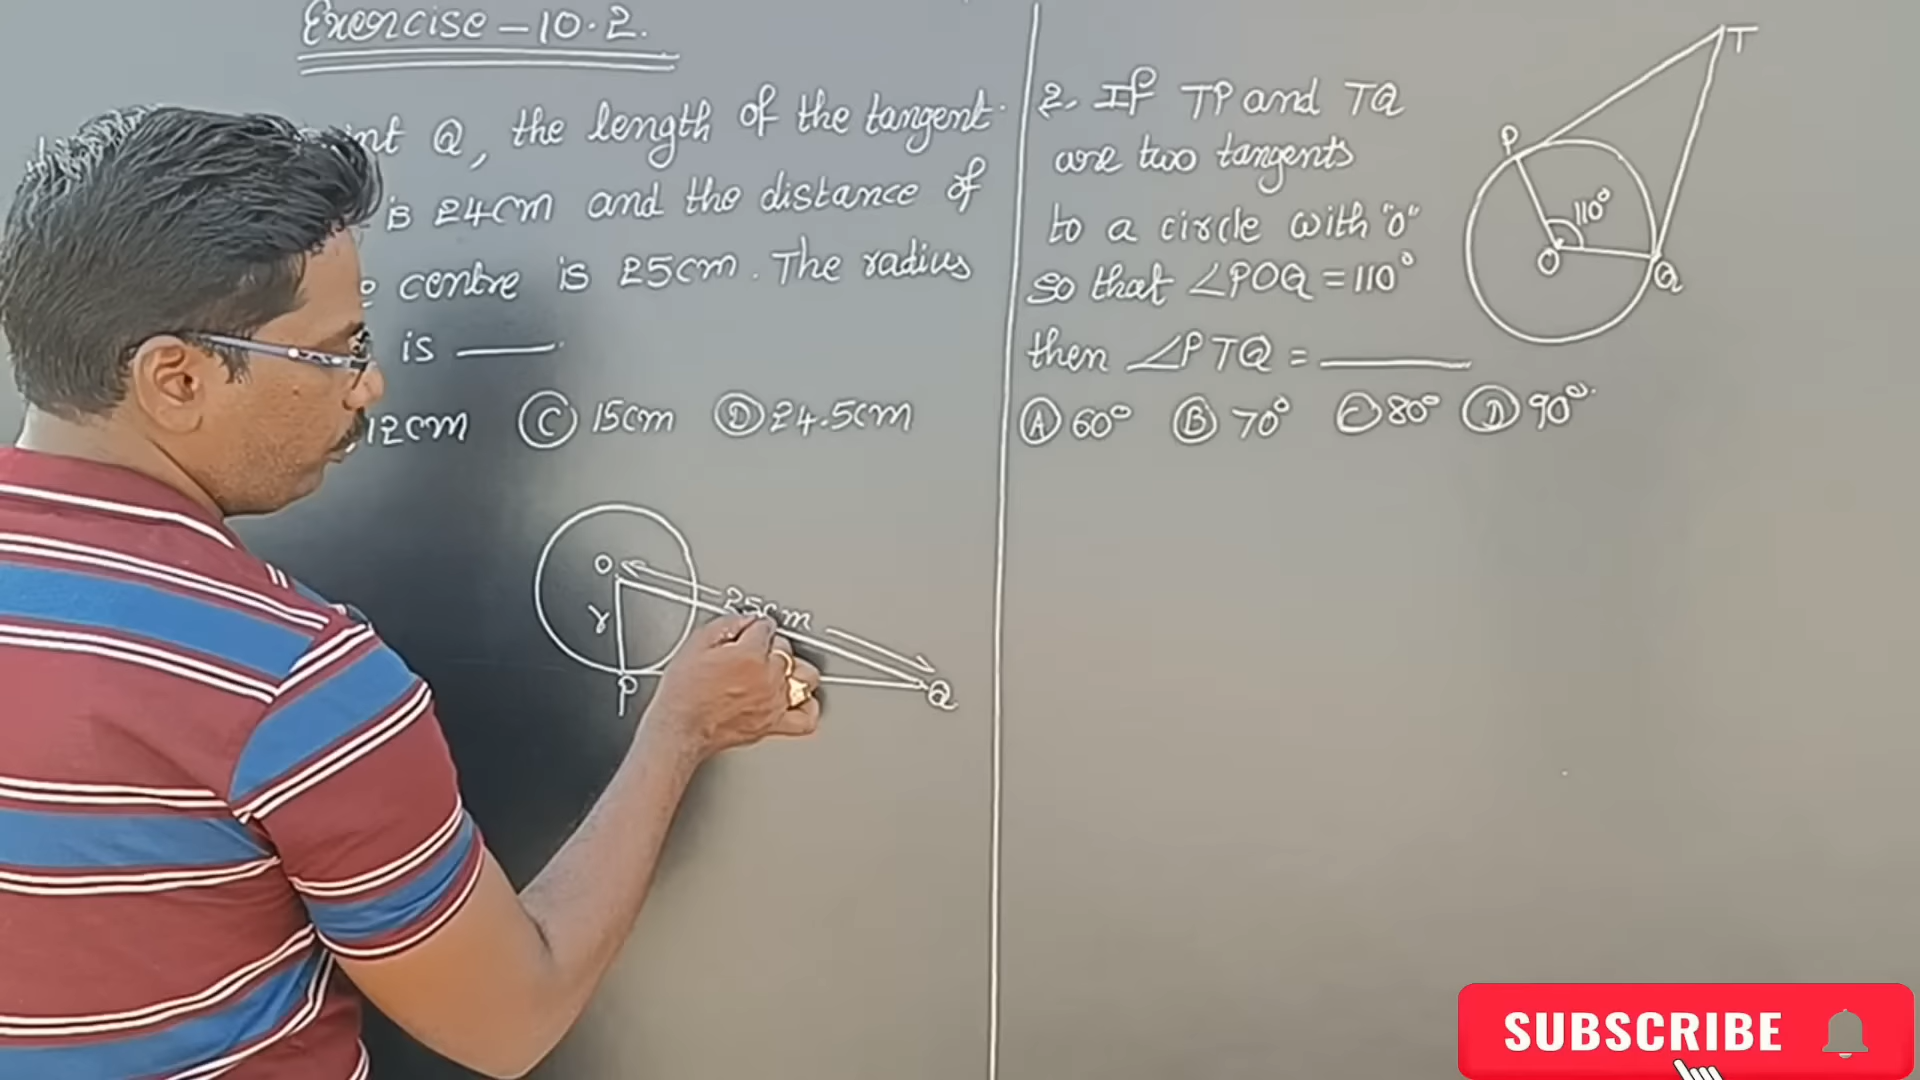 Exercise - 10.2.
int Q, the length of the tangent
is 24cm and the distance of
centre is 25cm. The radius
is ____.
12cm Ⓒ 15cm Ⓓ 24.5cm
O
25cm
r
P
Q
2. If TP and TQ
are two tangents
to a circle with "O"
so that ∠POQ = 110°
then ∠PTQ = ____
Ⓐ 60° Ⓑ 70° Ⓒ 80° Ⓓ 90°.
T
P
110°
O
Q
SUBSCRIBE